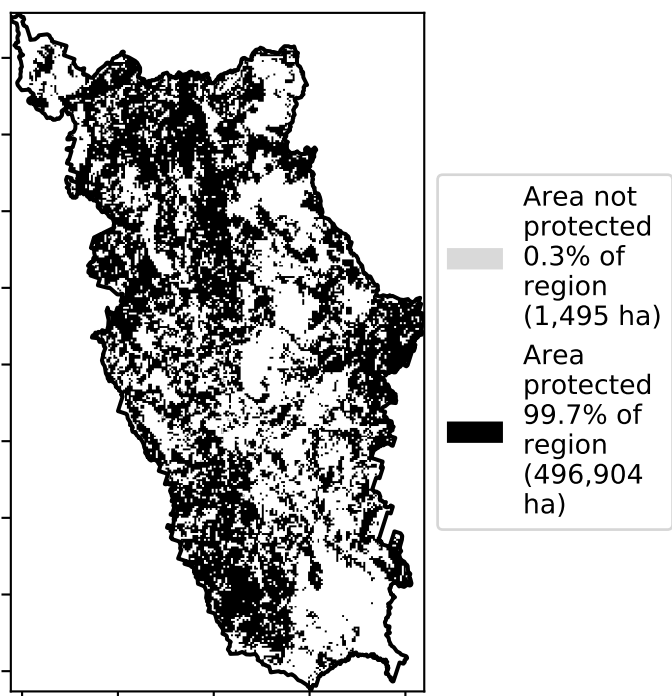 Area not
protected
0.3% of
region
(1,495 ha)
Area
protected
99.7% of
region
(496,904
ha)